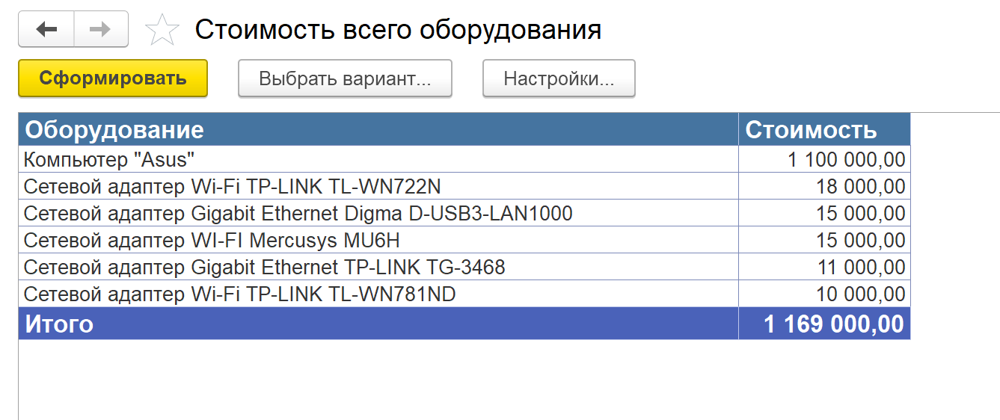 Стоимость всего оборудования
Сформировать Выбрать вариант... Настройки...
Оборудование Стоимость
Компьютер "Asus" 1 100 000,00
Сетевой адаптер Wi-Fi TP-LINK TL-WN722N 18 000,00
Сетевой адаптер Gigabit Ethernet Digma D-USB3-LAN1000 15 000,00
Сетевой адаптер WI-FI Mercusys MU6H 15 000,00
Сетевой адаптер Gigabit Ethernet TP-LINK TG-3468 11 000,00
Сетевой адаптер Wi-Fi TP-LINK TL-WN781ND 10 000,00
Итого 1 169 000,00